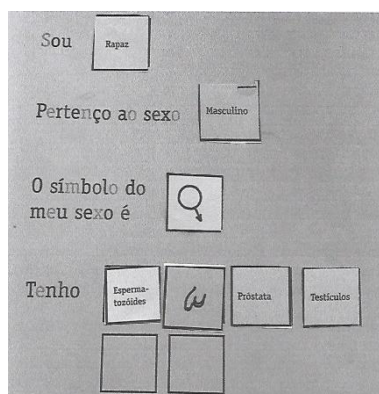 Sou Rapaz
Pertenço ao sexo Masculino
O símbolo do
meu sexo é
Tenho Esperma-
tozóides Próstata Testículos